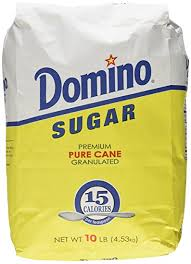 Domino
SUGAR
PREMIUM
PURE CANE
GRANULATED
15
CALORIES
NET WT. 10 LB (4.53KG)